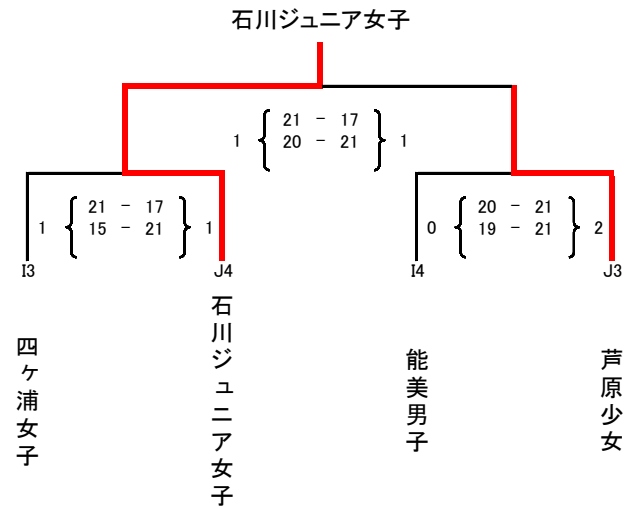 石川ジュニア女子
1 { 21 - 17 } 1
20 - 21
1 { 21 - 17 } 1
15 - 21
0 { 20 - 21 } 2
19 - 21
I3
J4
I4
J3
四ヶ浦女子
石川ジュニア女子
能美男子
芦原少女